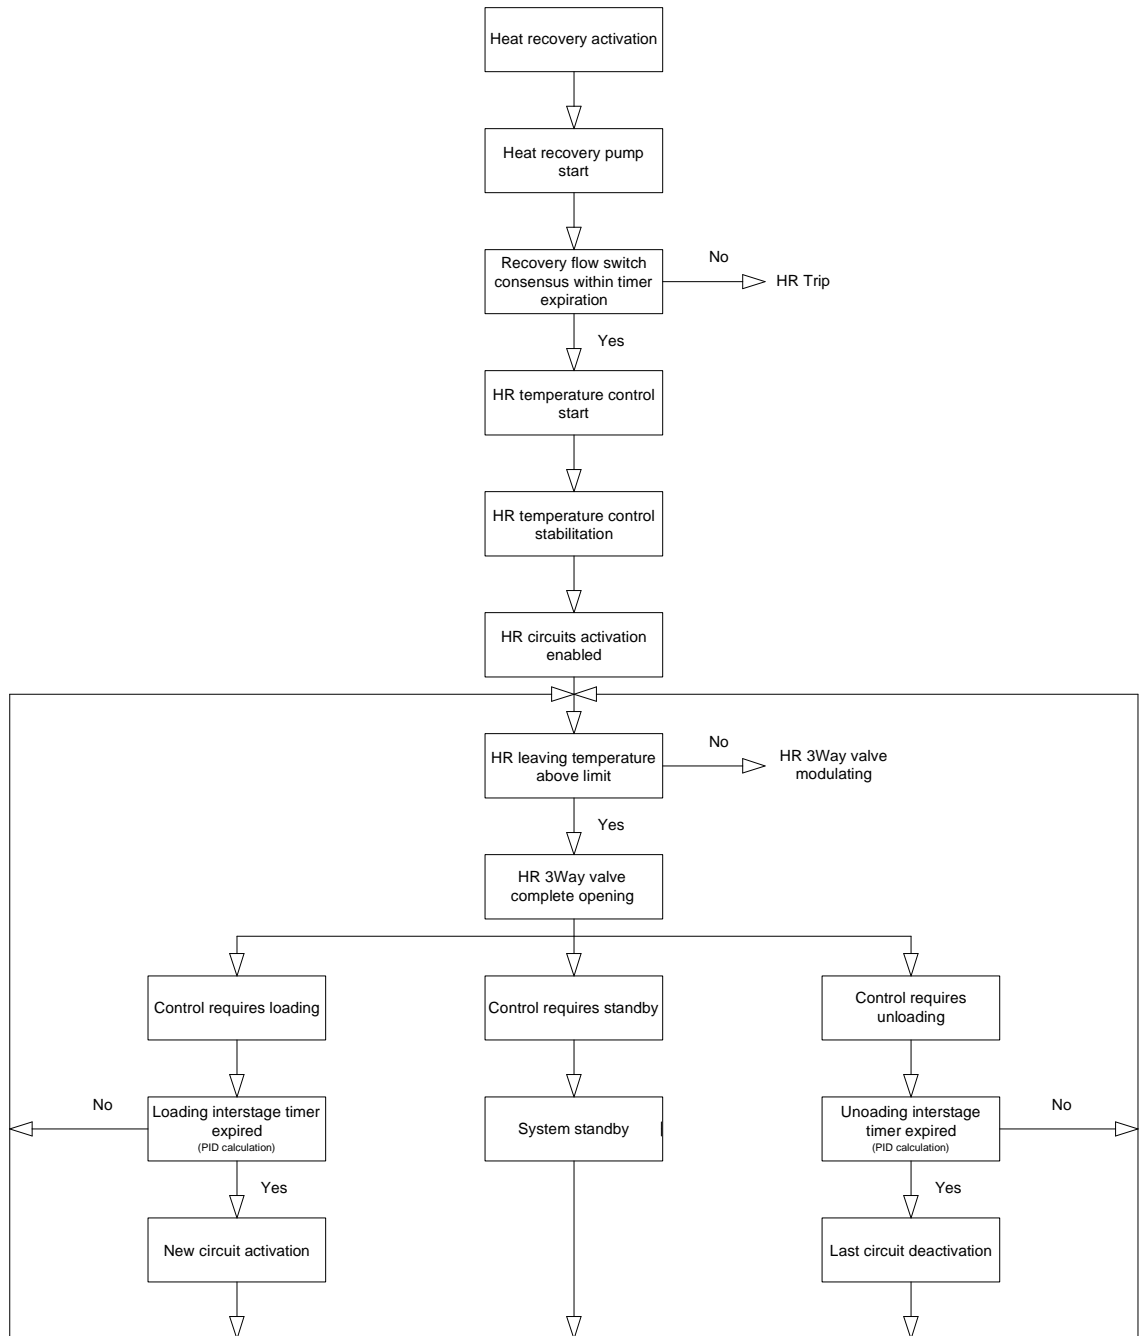 Heat recovery activation
Heat recovery pump
start
Recovery flow switch
consensus within timer
expiration
No
HR Trip
Yes
HR temperature control
start
HR temperature control
stabilitation
HR circuits activation
enabled
HR leaving temperature
above limit
No
HR 3Way valve
modulating
Yes
HR 3Way valve
complete opening
Control requires loading
Control requires standby
Control requires
unloading
No
Loading interstage timer
expired
(PID calculation)
System standby
Unoading interstage
timer expired
(PID calculation)
No
Yes
Yes
New circuit activation
Last circuit deactivation